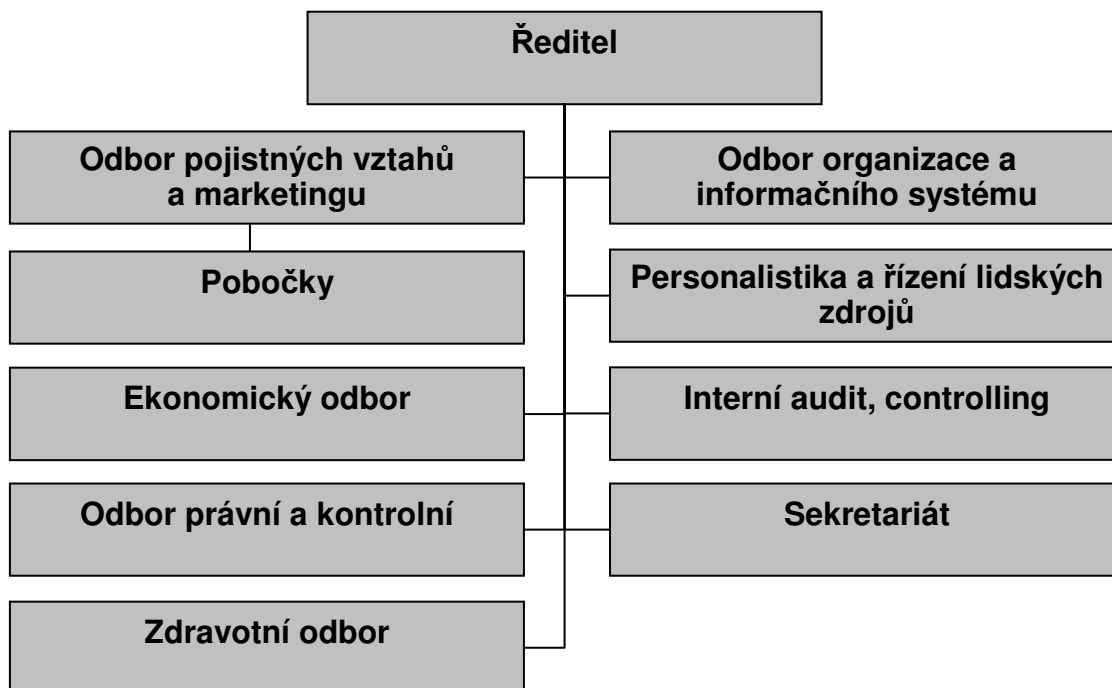 Ředitel
Odbor pojistných vztahů
a marketingu
Odbor organizace a
informačního systému
Pobočky
Personalistika a řízení lidských
zdrojů
Ekonomický odbor
Interní audit, controlling
Odbor právní a kontrolní
Sekretariát
Zdravotní odbor